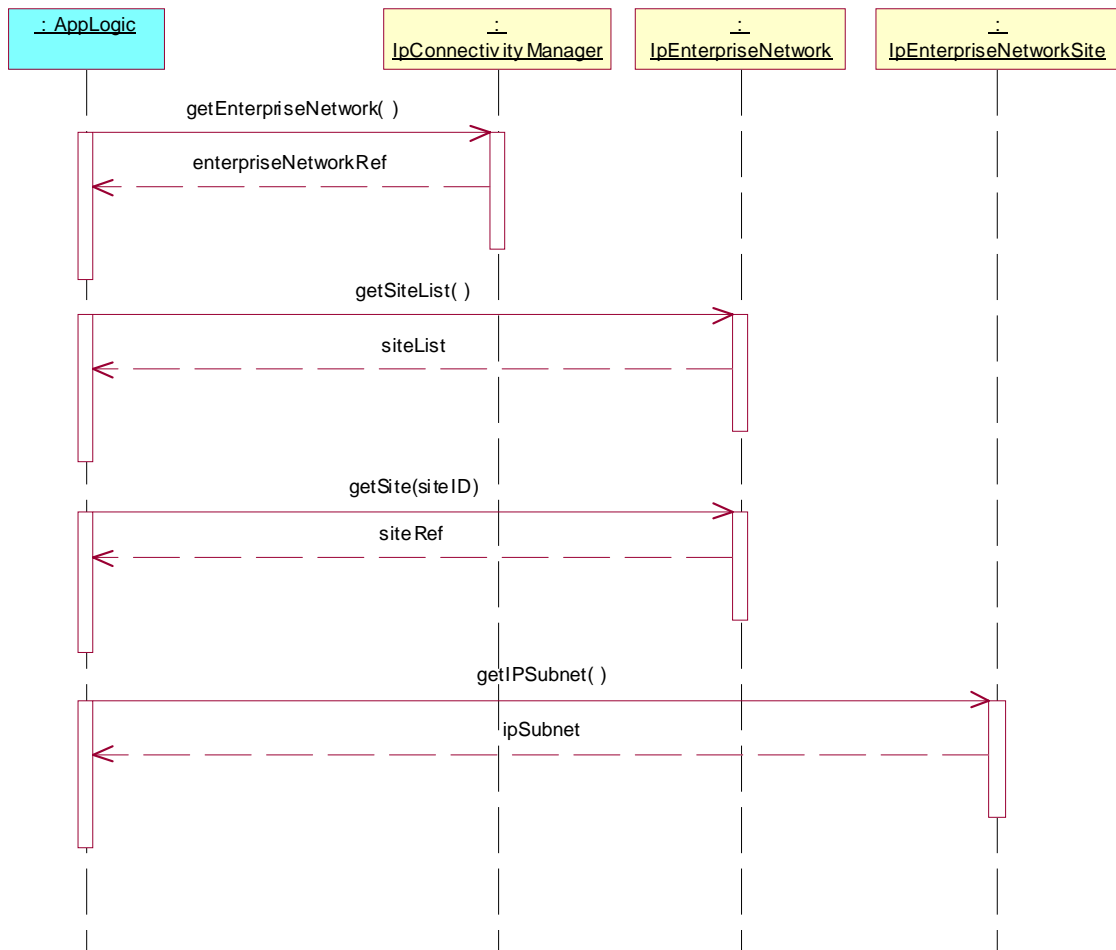 : AppLogic
:
IpConnectivityManager
:
IpEnterpriseNetwork
:
IpEnterpriseNetworkSite
getEnterpriseNetwork( )
enterpriseNetworkRef
getSiteList( )
siteList
getSite(siteID)
siteRef
getIPSubnet( )
ipSubnet